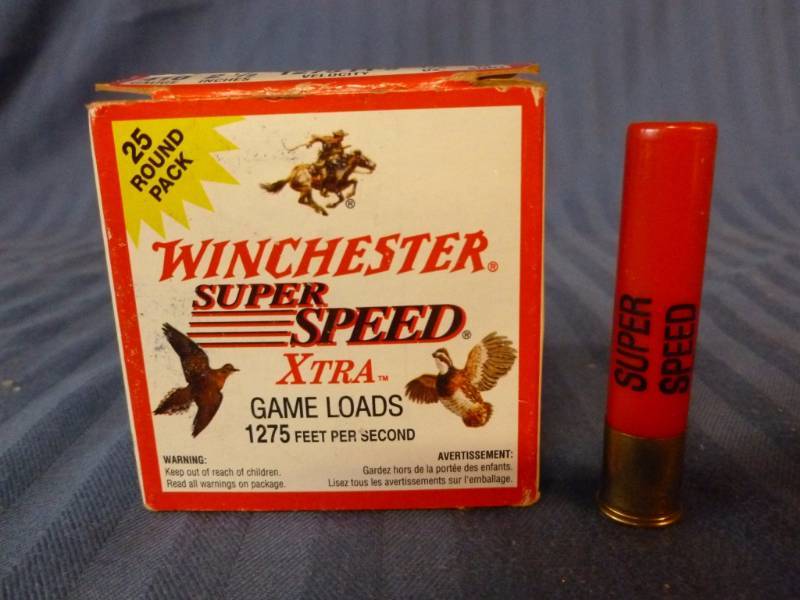 VELOCITY
25
ROUND
PACK
®
WINCHESTER®
SUPER
SPEED®
XTRA™
GAME LOADS
1275 FEET PER SECOND
WARNING:
Keep out of reach of children.
Read all warnings on package.
AVERTISSEMENT:
Gardez hors de la portée des enfants.
Lisez tous les avertissements sur l'emballage.
SUPER
SPEED